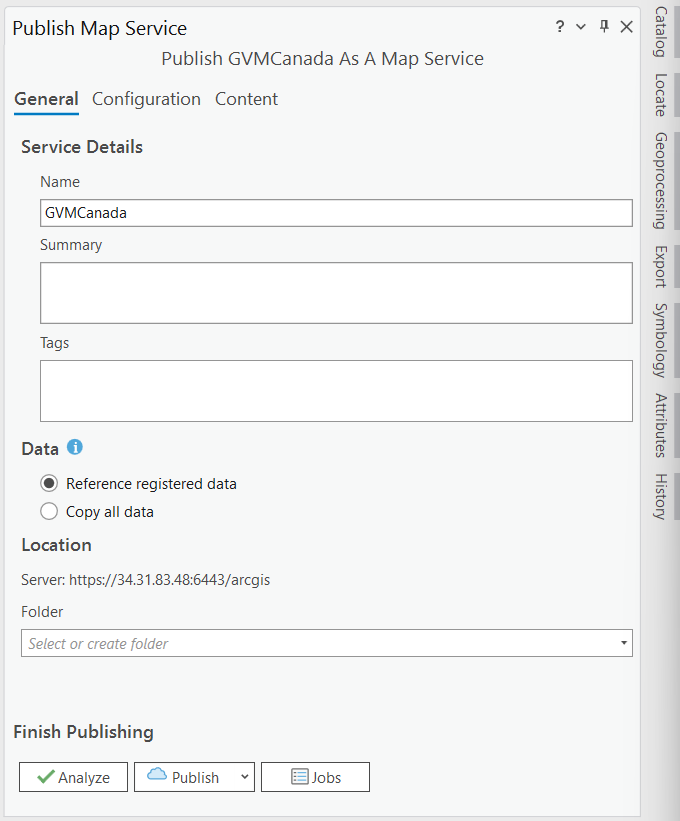 Publish Map Service
?
Publish GVMCanada As A Map Service
General Configuration Content
Service Details
Name
GVMCanada
Summary
Tags
Data
Reference registered data
Copy all data
Location
Server: https://34.31.83.48:6443/arcgis
Folder
Select or create folder
Finish Publishing
Analyze Publish Jobs
Catalog
Locate
Geoprocessing
Export
Symbology
Attributes
History